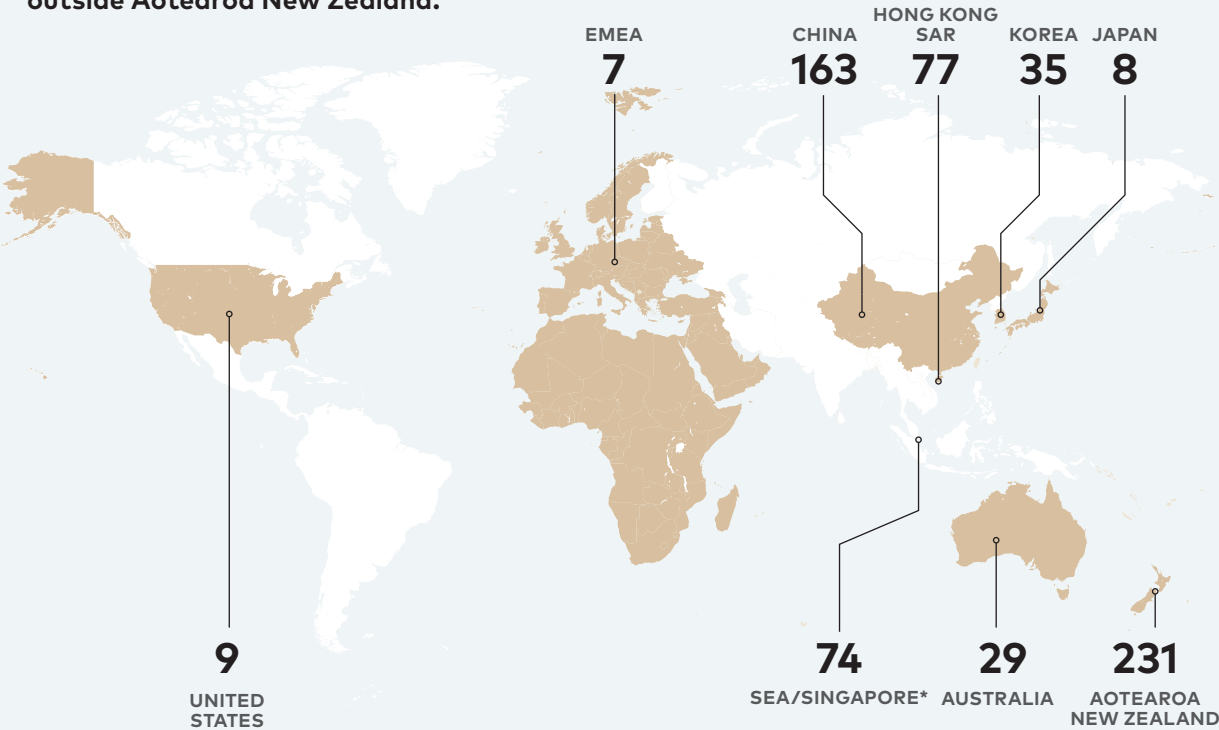 outside Aotearoa New Zealand.
EMEA
7
CHINA
163
HONG KONG
SAR
77
KOREA
35
JAPAN
8
9
UNITED
STATES
74
SEA/SINGAPORE*
29
AUSTRALIA
231
AOTEAROA
NEW ZEALAND